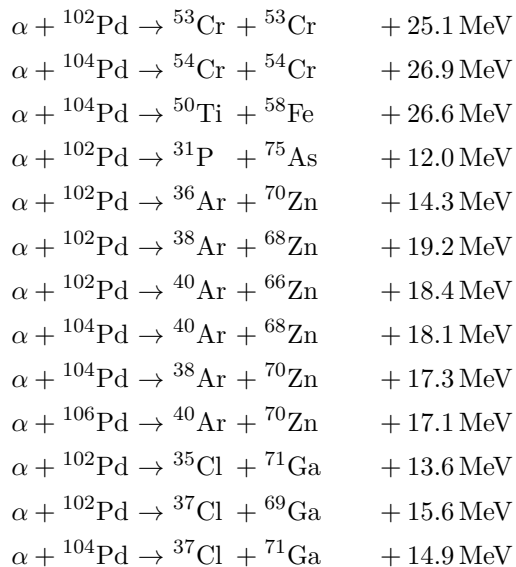 α + ¹⁰²Pd → ⁵³Cr + ⁵³Cr + 25.1 MeV
α + ¹⁰²Pd → ⁵⁴Cr + ⁵⁴Cr + 26.9 MeV
α + ¹⁰⁴Pd → ⁵⁰Ti + ⁵⁸Fe + 26.6 MeV
α + ¹⁰²Pd → ³¹P + ⁷⁵As + 12.0 MeV
α + ¹⁰²Pd → ³⁶Ar + ⁷⁰Zn + 14.3 MeV
α + ¹⁰²Pd → ³⁸Ar + ⁶⁸Zn + 19.2 MeV
α + ¹⁰²Pd → ⁴⁰Ar + ⁶⁶Zn + 18.4 MeV
α + ¹⁰⁴Pd → ⁴⁰Ar + ⁶⁸Zn + 18.1 MeV
α + ¹⁰⁴Pd → ³⁸Ar + ⁷⁰Zn + 17.3 MeV
α + ¹⁰⁶Pd → ⁴⁰Ar + ⁷⁰Zn + 17.1 MeV
α + ¹⁰²Pd → ³⁵Cl + ⁷¹Ga + 13.6 MeV
α + ¹⁰²Pd → ³⁷Cl + ⁶⁹Ga + 15.6 MeV
α + ¹⁰⁴Pd → ³⁷Cl + ⁷¹Ga + 14.9 MeV